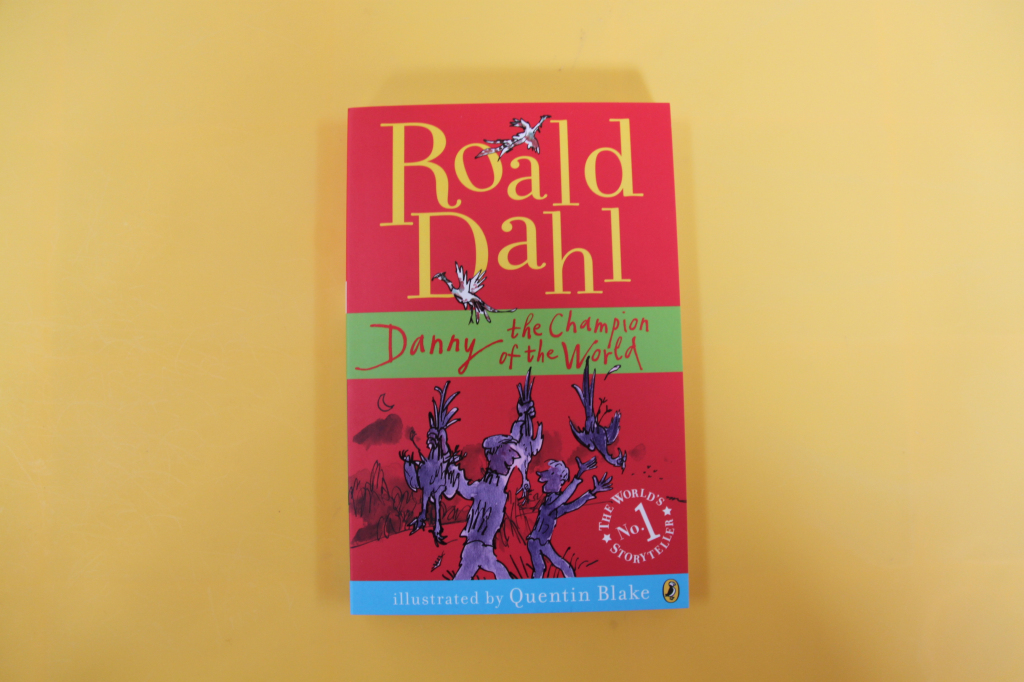 Roald
Dahl
Danny the Champion
of the World
THE WORLD'S
No.1
STORYTELLER
illustrated by Quentin Blake